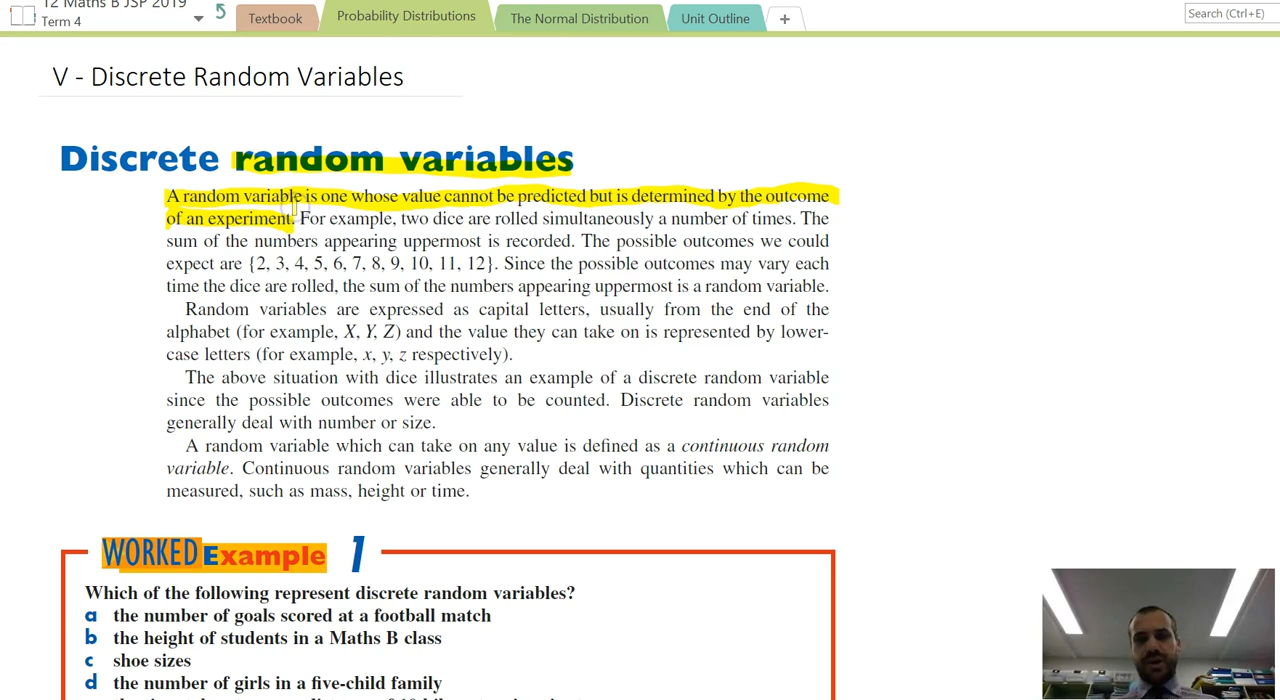 12 Maths B JSP 2019
Term 4
Textbook
Probability Distributions
The Normal Distribution
Unit Outline
+
Search (Ctrl+E)
V - Discrete Random Variables
Discrete random variables
A random variable is one whose value cannot be predicted but is determined by the outcome
of an experiment. For example, two dice are rolled simultaneously a number of times. The
sum of the numbers appearing uppermost is recorded. The possible outcomes we could
expect are {2, 3, 4, 5, 6, 7, 8, 9, 10, 11, 12}. Since the possible outcomes may vary each
time the dice are rolled, the sum of the numbers appearing uppermost is a random variable.
Random variables are expressed as capital letters, usually from the end of the
alphabet (for example, X, Y, Z) and the value they can take on is represented by lower-
case letters (for example, x, y, z respectively).
The above situation with dice illustrates an example of a discrete random variable
since the possible outcomes were able to be counted. Discrete random variables
generally deal with number or size.
A random variable which can take on any value is defined as a continuous random
variable. Continuous random variables generally deal with quantities which can be
measured, such as mass, height or time.
WORKED Example 1
Which of the following represent discrete random variables?
a the number of goals scored at a football match
b the height of students in a Maths B class
c shoe sizes
d the number of girls in a five-child family